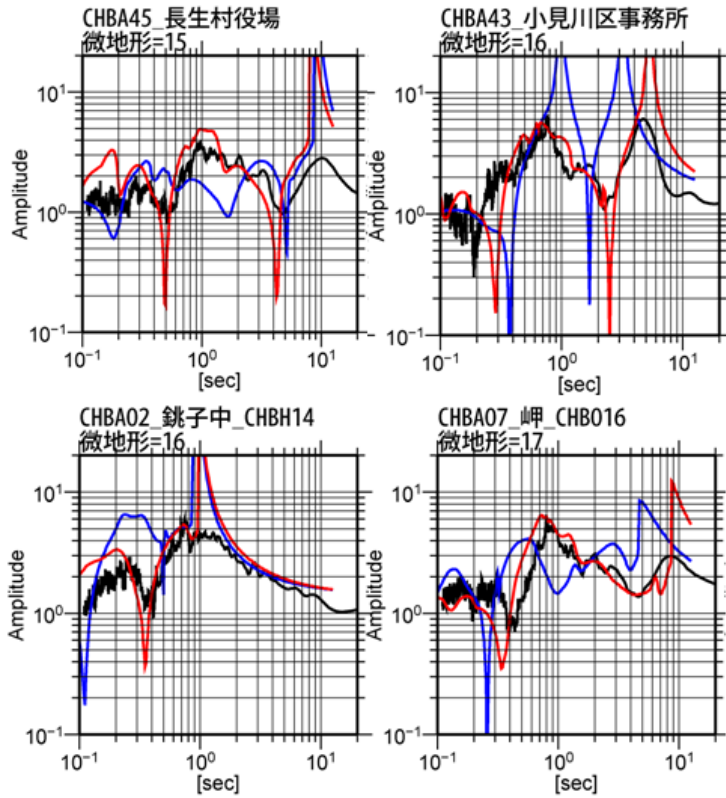 CHBA45_長生村役場
微地形=15
10¹
10⁰
10⁻¹
Amplitude
10⁻¹ 10⁰ 10¹
[sec]
CHBA43_小見川区事務所
微地形=16
10¹
10⁰
10⁻¹
Amplitude
10⁻¹ 10⁰ 10¹
[sec]
CHBA02_銚子中_CHBH14
微地形=16
10¹
10⁰
10⁻¹
Amplitude
10⁻¹ 10⁰ 10¹
[sec]
CHBA07_岬_CHB016
微地形=17
10¹
10⁰
10⁻¹
Amplitude
10⁻¹ 10⁰ 10¹
[sec]